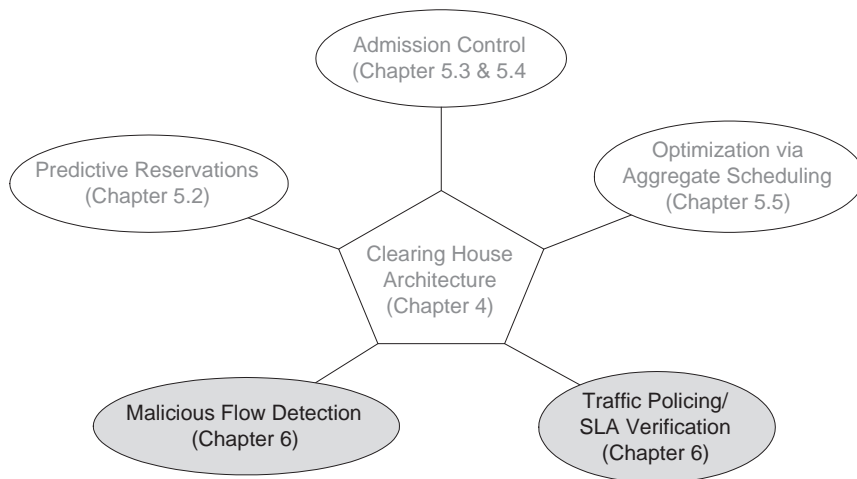 Admission Control
(Chapter 5.3 & 5.4
Predictive Reservations
(Chapter 5.2)
Optimization via
Aggregate Scheduling
(Chapter 5.5)
Clearing House
Architecture
(Chapter 4)
Malicious Flow Detection
(Chapter 6)
Traffic Policing/
SLA Verification
(Chapter 6)